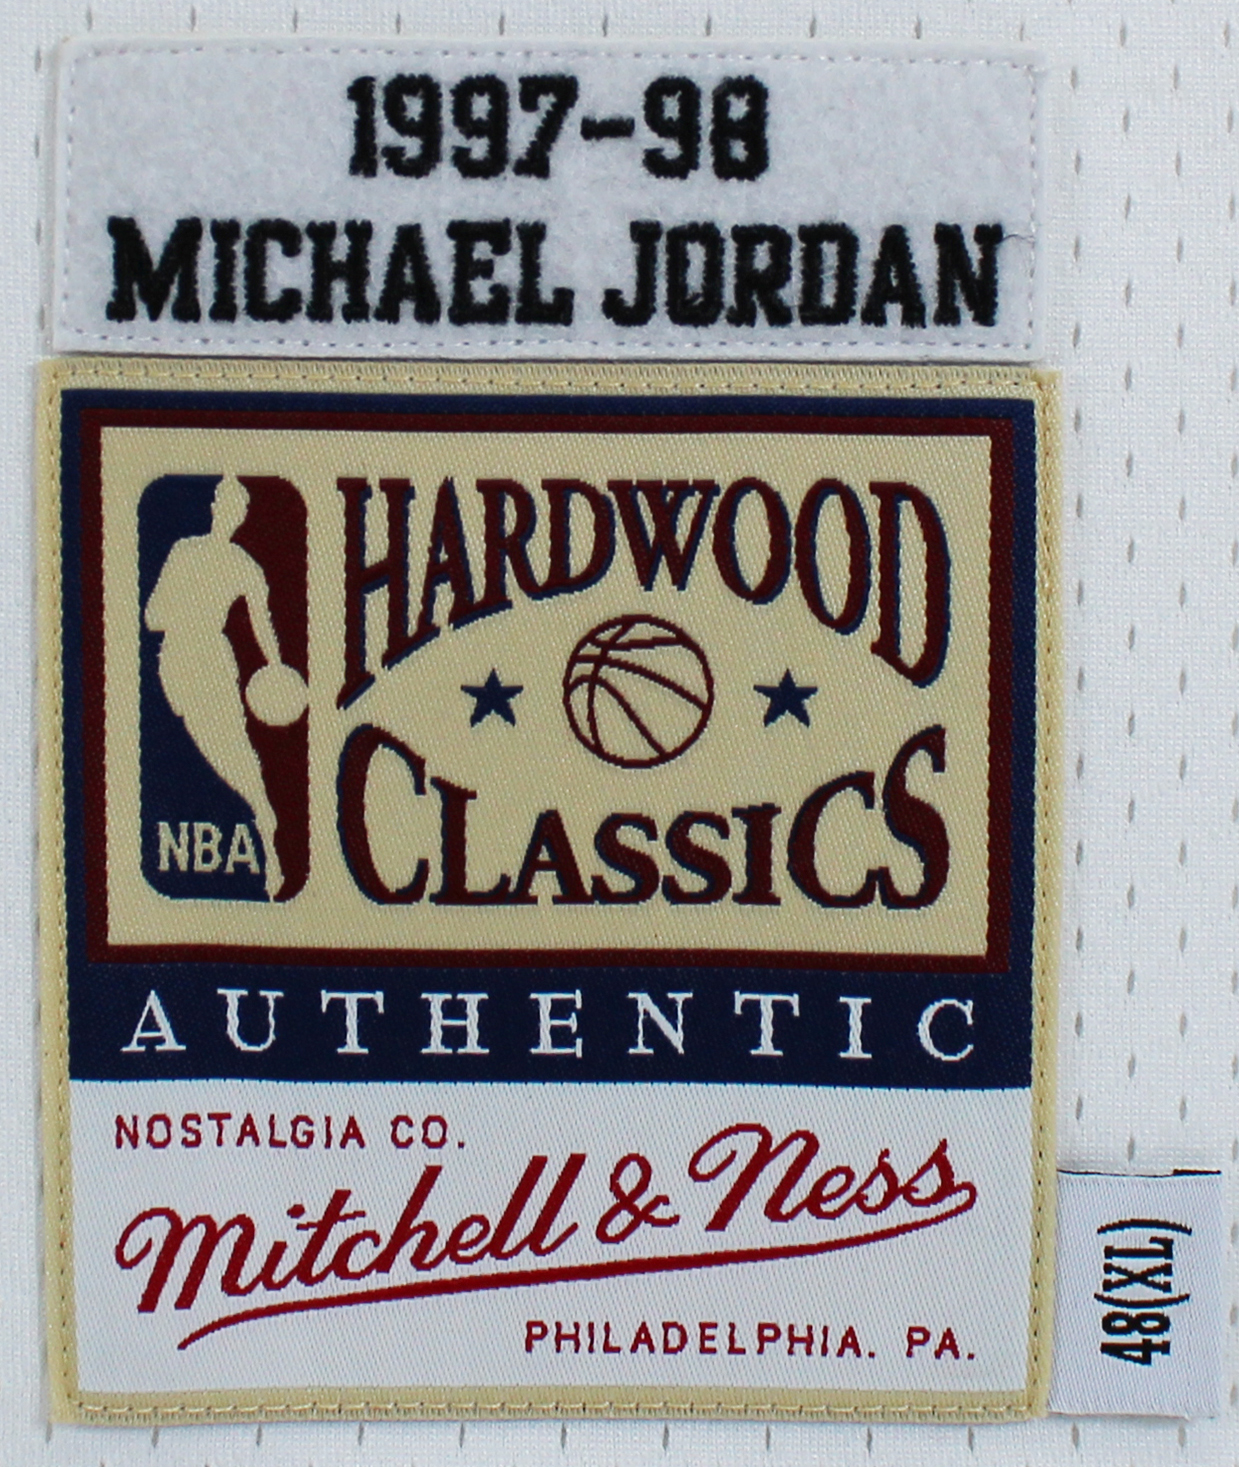 1997-98
MICHAEL JORDAN
HARDWOOD
CLASSICS
NBA
AUTHENTIC
NOSTALGIA CO.
Mitchell & Ness
PHILADELPHIA. PA.
48(XL)